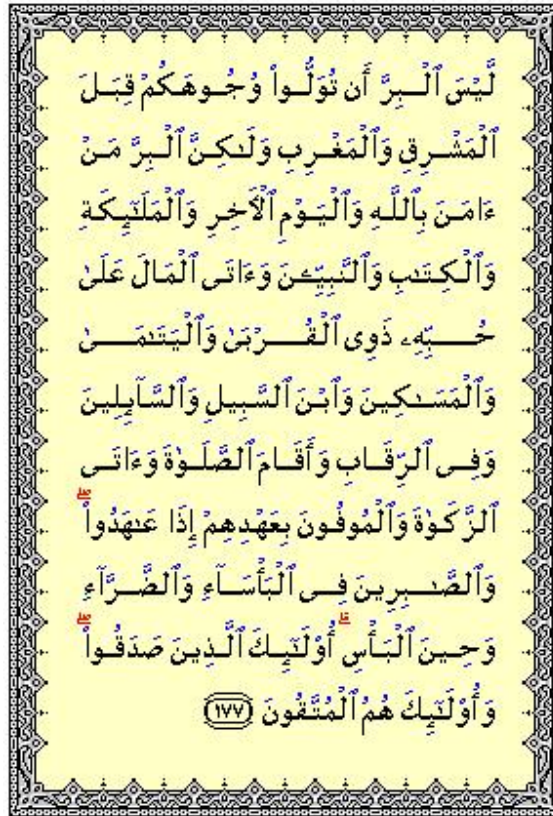 لَّيْسَ ٱلْبِرَّ أَن تُوَلُّوا۟ وُجُوهَكُمْ قِبَلَ
ٱلْمَشْرِقِ وَٱلْمَغْرِبِ وَلَـٰكِنَّ ٱلْبِرَّ مَنْ
ءَامَنَ بِٱللَّهِ وَٱلْيَوْمِ ٱلْـَٔاخِرِ وَٱلْمَلَـٰٓئِكَةِ
وَٱلْكِتَـٰبِ وَٱلنَّبِيِّـۧنَ وَءَاتَى ٱلْمَالَ عَلَىٰ
حُبِّهِۦ ذَوِى ٱلْقُرْبَىٰ وَٱلْيَتَـٰمَىٰ
وَٱلْمَسَـٰكِينَ وَٱبْنَ ٱلسَّبِيلِ وَٱلسَّآئِلِينَ
وَفِى ٱلرِّقَابِ وَأَقَامَ ٱلصَّلَوٰةَ وَءَاتَى
ٱلزَّكَوٰةَ وَٱلْمُوفُونَ بِعَهْدِهِمْ إِذَا عَـٰهَدُوا۟ ۖ
وَٱلصَّـٰبِرِينَ فِى ٱلْبَأْسَآءِ وَٱلضَّرَّآءِ
وَحِينَ ٱلْبَأْسِ ۗ أُو۟لَـٰٓئِكَ ٱلَّذِينَ صَدَقُوا۟ ۖ
وَأُو۟لَـٰٓئِكَ هُمُ ٱلْمُتَّقُونَ ١٧٧